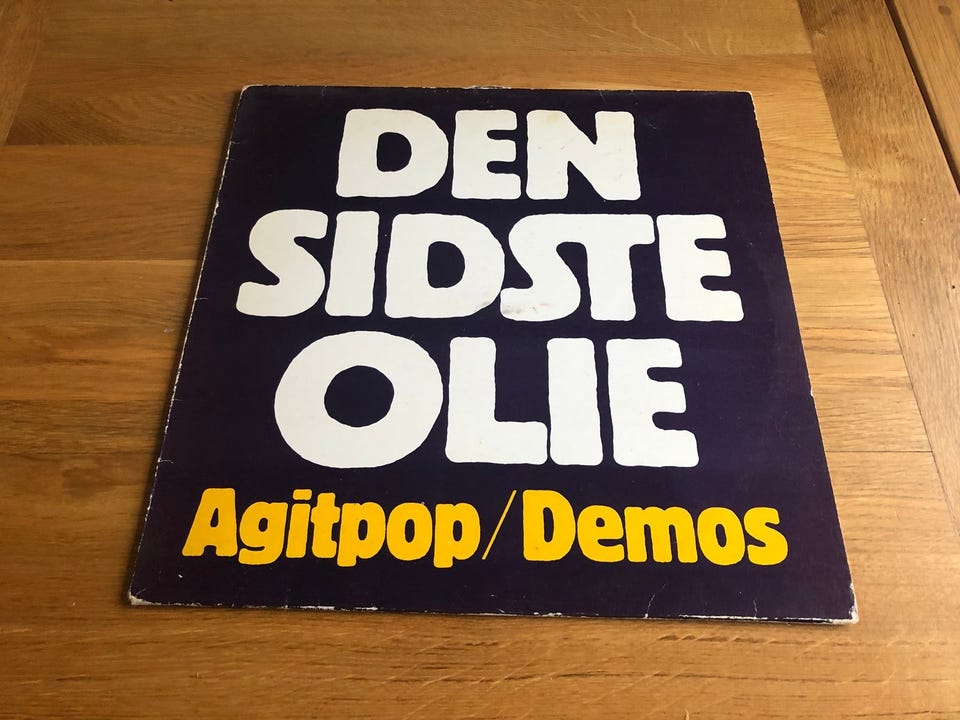 DEN
SIDSTE
OLIE
Agitpop/Demos